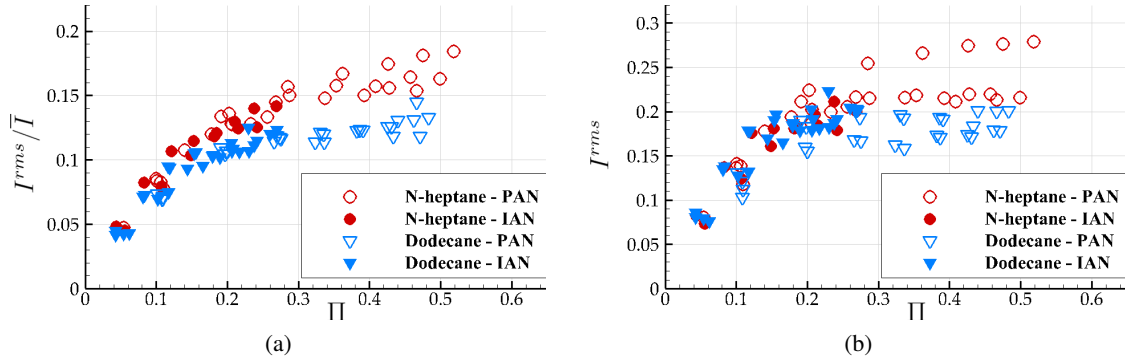 I^rms / Ī
0.2
0.15
0.1
0.05
0
0 0.1 0.2 0.3 0.4 0.5 0.6
Π
N-heptane - PAN
N-heptane - IAN
Dodecane - PAN
Dodecane - IAN
(a)
I^rms
0.3
0.25
0.2
0.15
0.1
0.05
0
0 0.1 0.2 0.3 0.4 0.5 0.6
Π
N-heptane - PAN
N-heptane - IAN
Dodecane - PAN
Dodecane - IAN
(b)